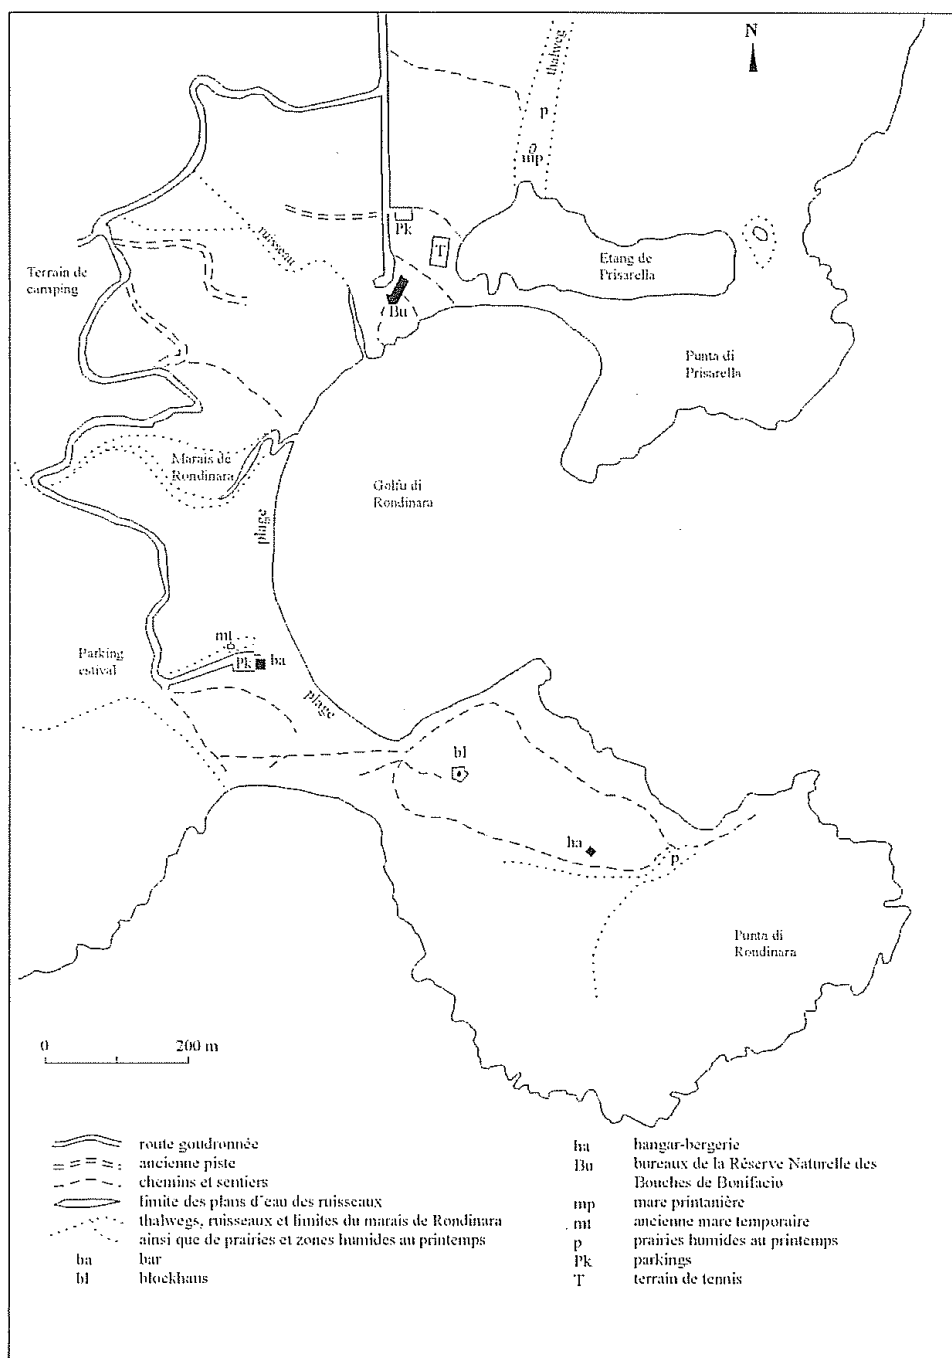 N
thalweg
p
mp
Pk
T
ruisseau
Etang de
Prisarella
Terrain de
camping
Bu
Punta di
Prisarella
Marais de
Rondinara
Golfu di
Rondinara
plage
mt
Parking
estival
Pk
ba
plage
bl
ha
p
Punta di
Rondinara
0 200 m
route goudronnée
ancienne piste
chemins et sentiers
limite des plans d'eau des ruisseaux
thalwegs, ruisseaux et limites du marais de Rondinara
ainsi que de prairies et zones humides au printemps
ba bar
bl blockhaus
ha hangar-bergerie
Bu bureaux de la Réserve Naturelle des
Bouches de Bonifacio
mp mare printanière
mt ancienne mare temporaire
p prairies humides au printemps
Pk parkings
T terrain de tennis